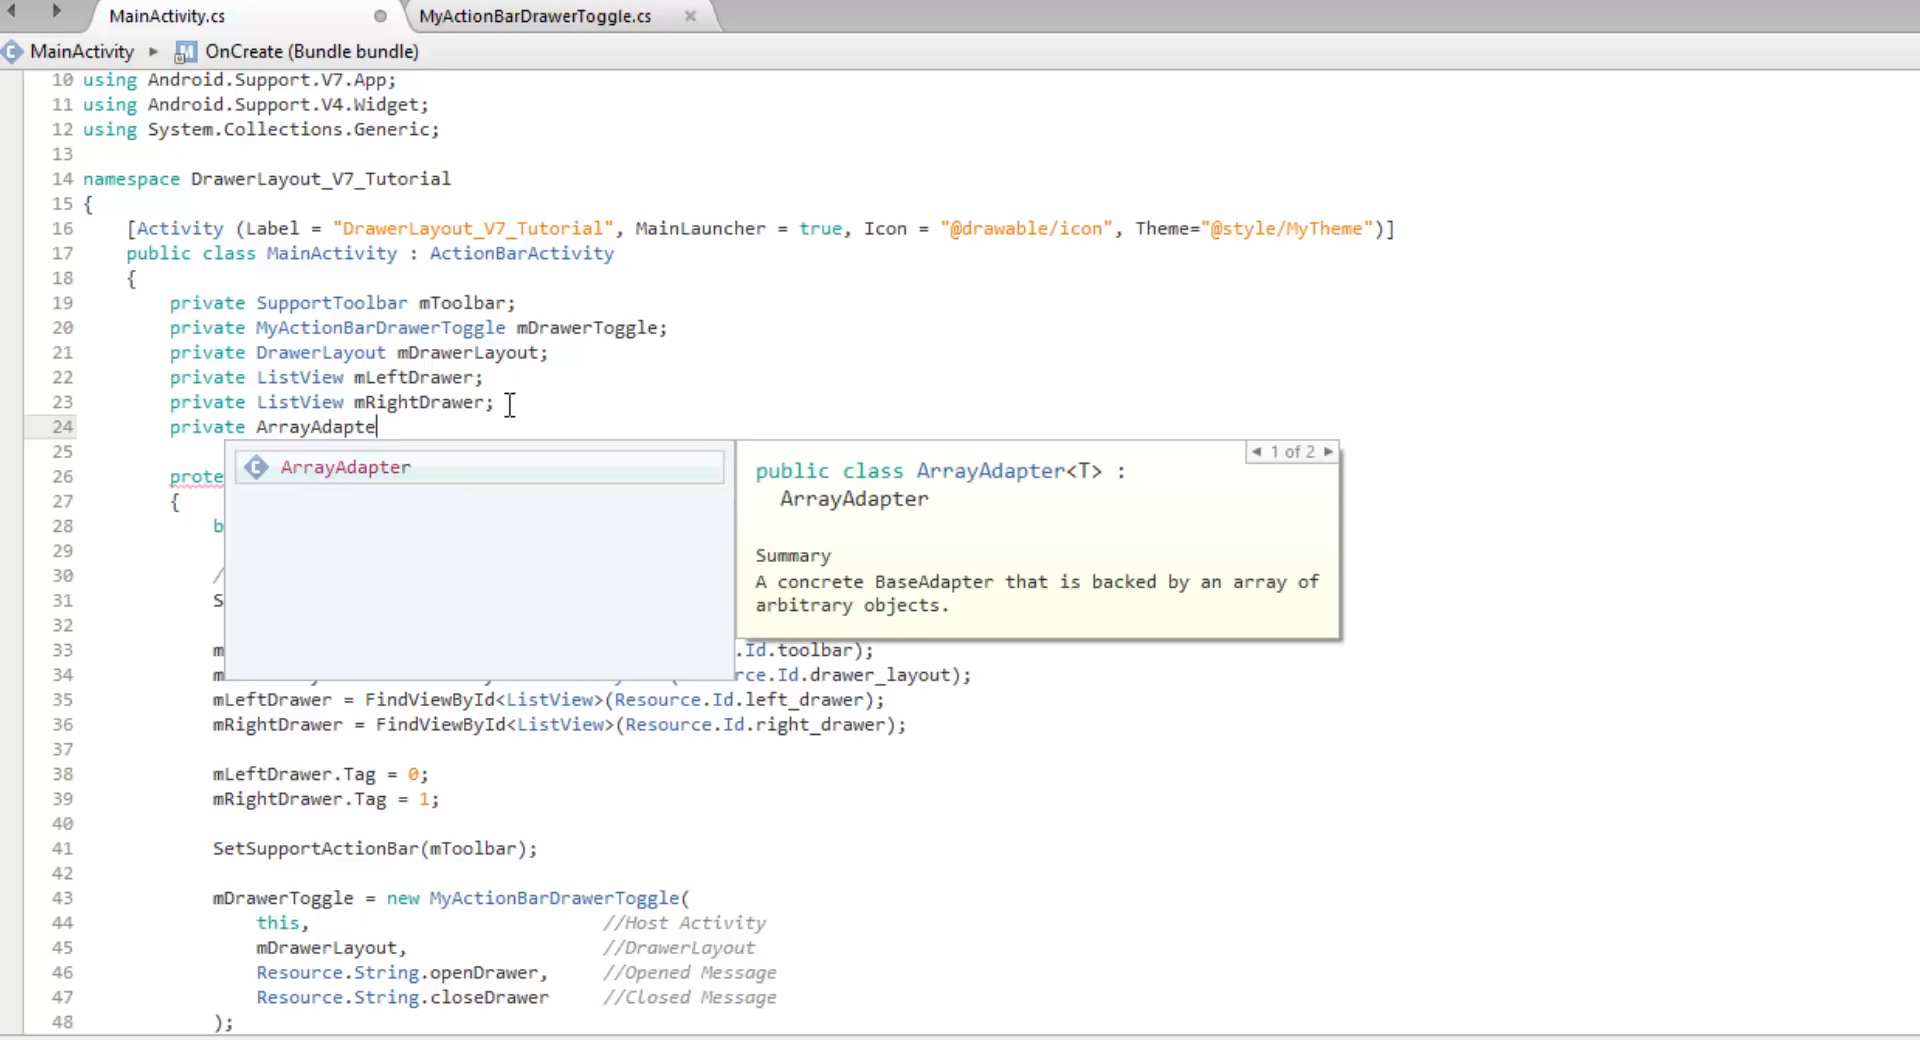 MainActivity.cs
MyActionBarDrawerToggle.cs
MainActivity ▸ OnCreate (Bundle bundle)
10 using Android.Support.V7.App;
11 using Android.Support.V4.Widget;
12 using System.Collections.Generic;
13
14 namespace DrawerLayout_V7_Tutorial
15 {
16 [Activity (Label = "DrawerLayout_V7_Tutorial", MainLauncher = true, Icon = "@drawable/icon", Theme="@style/MyTheme")]
17 public class MainActivity : ActionBarActivity
18 {
19 private SupportToolbar mToolbar;
20 private MyActionBarDrawerToggle mDrawerToggle;
21 private DrawerLayout mDrawerLayout;
22 private ListView mLeftDrawer;
23 private ListView mRightDrawer;
24 private ArrayAdapte
25
26 prote
27 {
28 b
29
30 /
31 S
32
33 m .Id.toolbar);
34 m rce.Id.drawer_layout);
35 mLeftDrawer = FindViewById<ListView>(Resource.Id.left_drawer);
36 mRightDrawer = FindViewById<ListView>(Resource.Id.right_drawer);
37
38 mLeftDrawer.Tag = 0;
39 mRightDrawer.Tag = 1;
40
41 SetSupportActionBar(mToolbar);
42
43 mDrawerToggle = new MyActionBarDrawerToggle(
44 this, //Host Activity
45 mDrawerLayout, //DrawerLayout
46 Resource.String.openDrawer, //Opened Message
47 Resource.String.closeDrawer //Closed Message
48 );
ArrayAdapter
1 of 2
public class ArrayAdapter<T> :
ArrayAdapter
Summary
A concrete BaseAdapter that is backed by an array of
arbitrary objects.